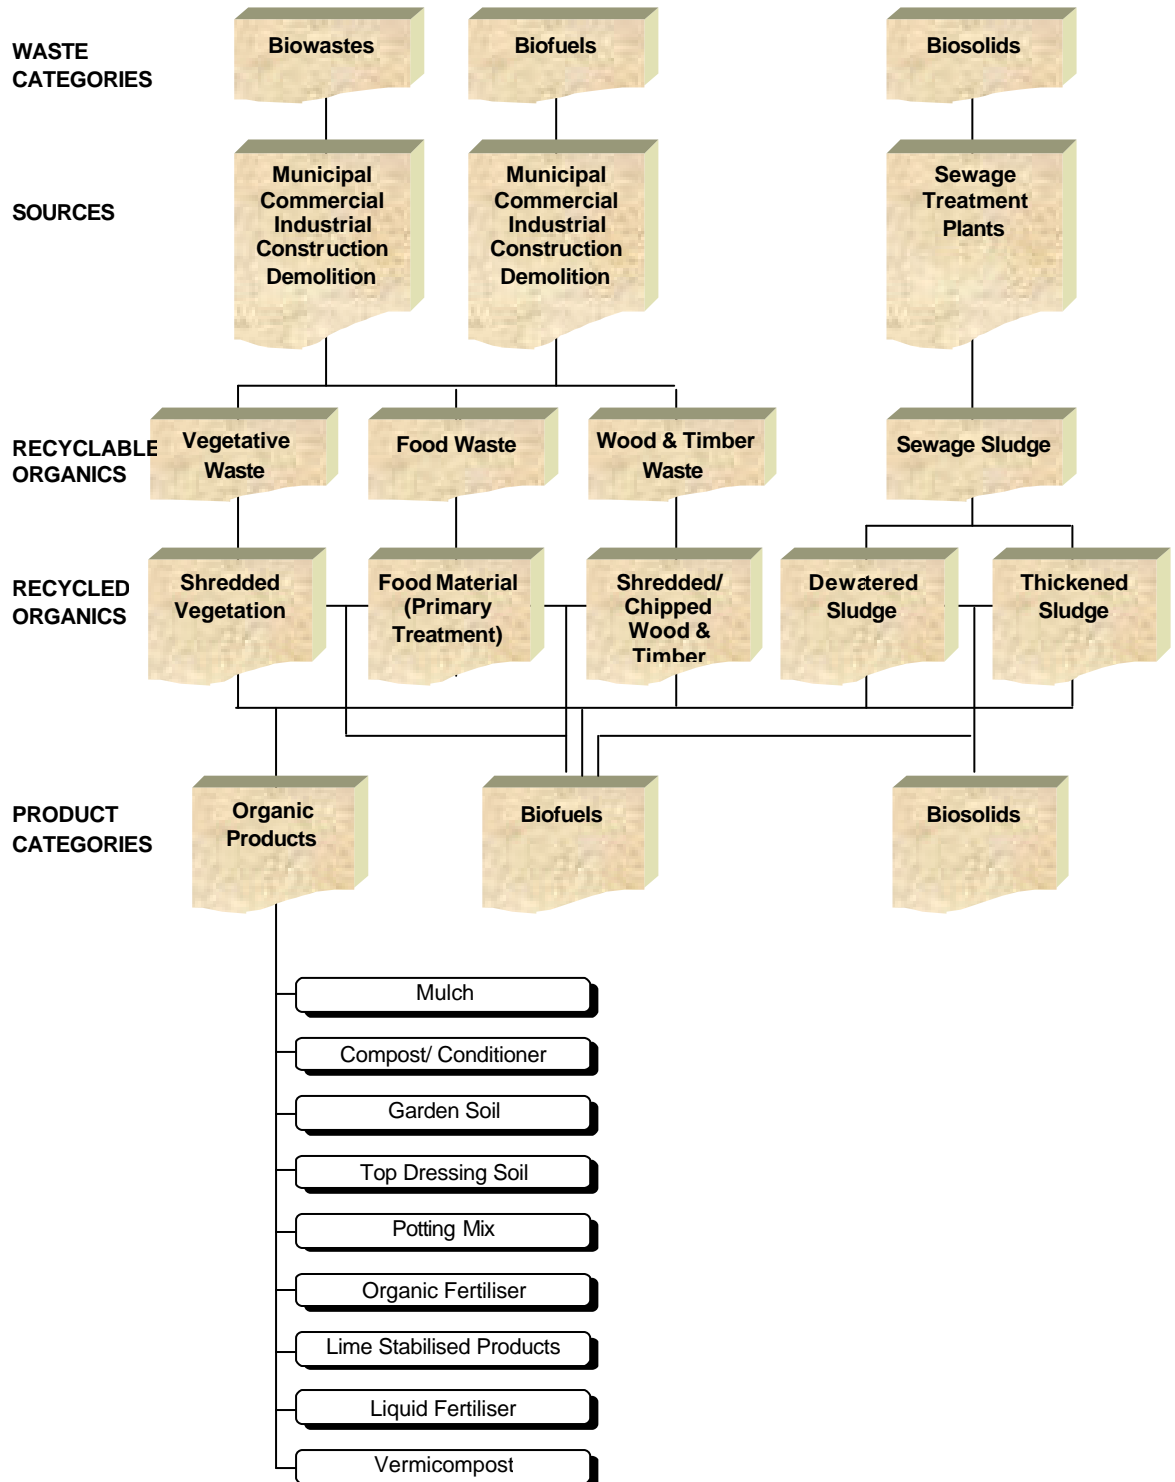 WASTE
CATEGORIES
Biowastes
Biofuels
Biosolids
SOURCES
Municipal
Commercial
Industrial
Construction
Demolition
Municipal
Commercial
Industrial
Construction
Demolition
Sewage
Treatment
Plants
RECYCLABLE
ORGANICS
Vegetative
Waste
Food Waste
Wood & Timber
Waste
Sewage Sludge
RECYCLED
ORGANICS
Shredded
Vegetation
Food Material
(Primary
Treatment)
Shredded/
Chipped
Wood &
Timber
Dewatered
Sludge
Thickened
Sludge
PRODUCT
CATEGORIES
Organic
Products
Biofuels
Biosolids
Mulch
Compost/ Conditioner
Garden Soil
Top Dressing Soil
Potting Mix
Organic Fertiliser
Lime Stabilised Products
Liquid Fertiliser
Vermicompost